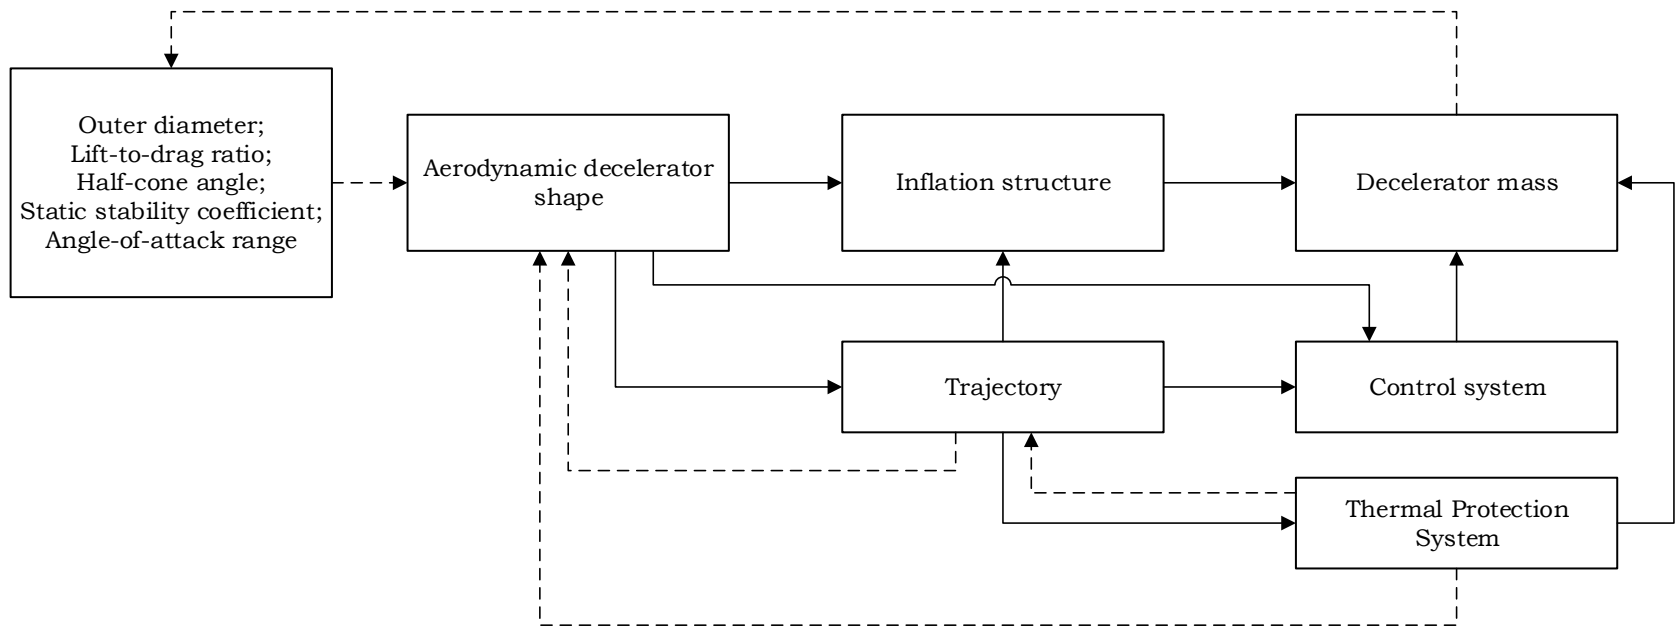 Outer diameter;
Lift-to-drag ratio;
Half-cone angle;
Static stability coefficient;
Angle-of-attack range
Aerodynamic decelerator
shape
Inflation structure
Decelerator mass
Trajectory
Control system
Thermal Protection
System